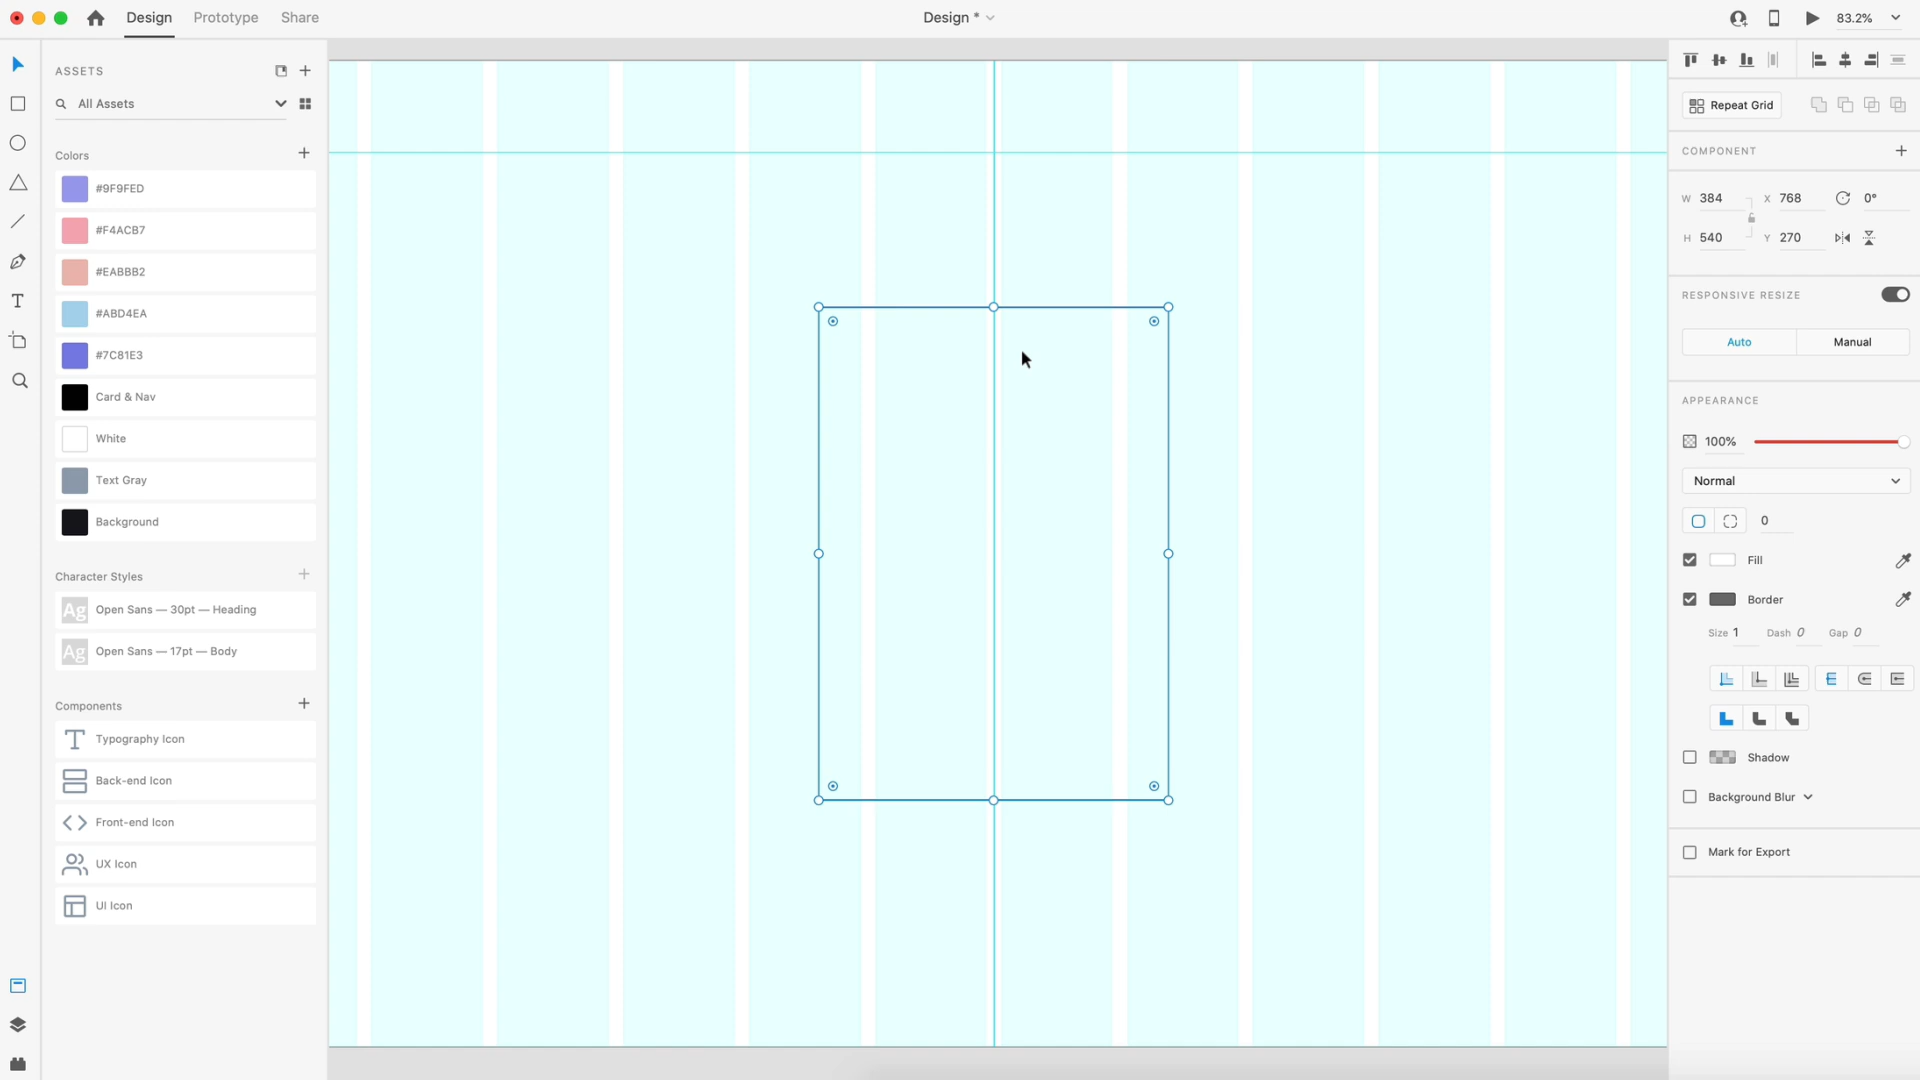 Design
Prototype
Share
Design *
83.2%
ASSETS
All Assets
Colors
#9F9FED
#F4ACB7
#EABBB2
#ABD4EA
#7C81E3
Card & Nav
White
Text Gray
Background
Character Styles
Ag Open Sans — 30pt — Heading
Ag Open Sans — 17pt — Body
Components
Typography Icon
Back-end Icon
Front-end Icon
UX Icon
UI Icon
Repeat Grid
COMPONENT
W 384 X 768 0°
H 540 Y 270
RESPONSIVE RESIZE
Auto Manual
APPEARANCE
100%
Normal
0
Fill
Border
Size 1 Dash 0 Gap 0
Shadow
Background Blur
Mark for Export